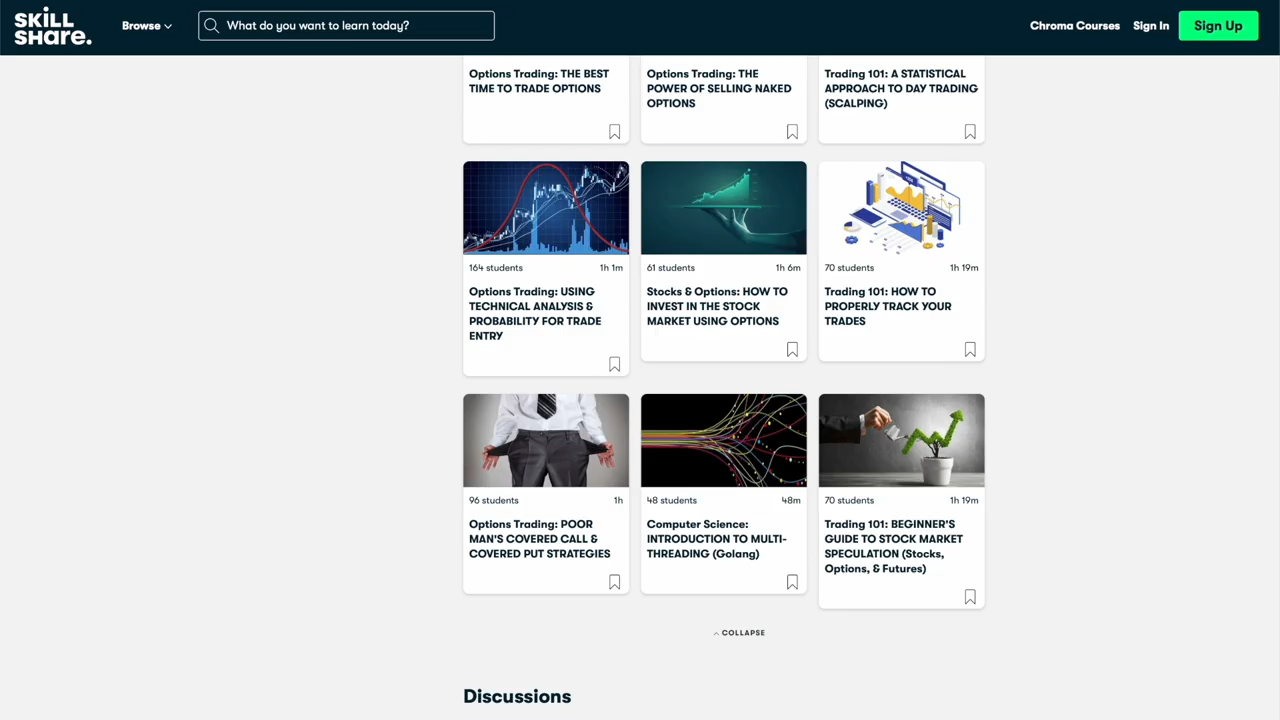 SKILL
SHARE.
Browse
What do you want to learn today?
Chroma Courses
Sign In
Sign Up
Options Trading: THE BEST
TIME TO TRADE OPTIONS
Options Trading: THE
POWER OF SELLING NAKED
OPTIONS
Trading 101: A STATISTICAL
APPROACH TO DAY TRADING
(SCALPING)
164 students
1h 1m
Options Trading: USING
TECHNICAL ANALYSIS &
PROBABILITY FOR TRADE
ENTRY
61 students
1h 6m
Stocks & Options: HOW TO
INVEST IN THE STOCK
MARKET USING OPTIONS
70 students
1h 19m
Trading 101: HOW TO
PROPERLY TRACK YOUR
TRADES
96 students
1h
Options Trading: POOR
MAN'S COVERED CALL &
COVERED PUT STRATEGIES
48 students
48m
Computer Science:
INTRODUCTION TO MULTI-
THREADING (Golang)
70 students
1h 19m
Trading 101: BEGINNER'S
GUIDE TO STOCK MARKET
SPECULATION (Stocks,
Options, & Futures)
COLLAPSE
Discussions